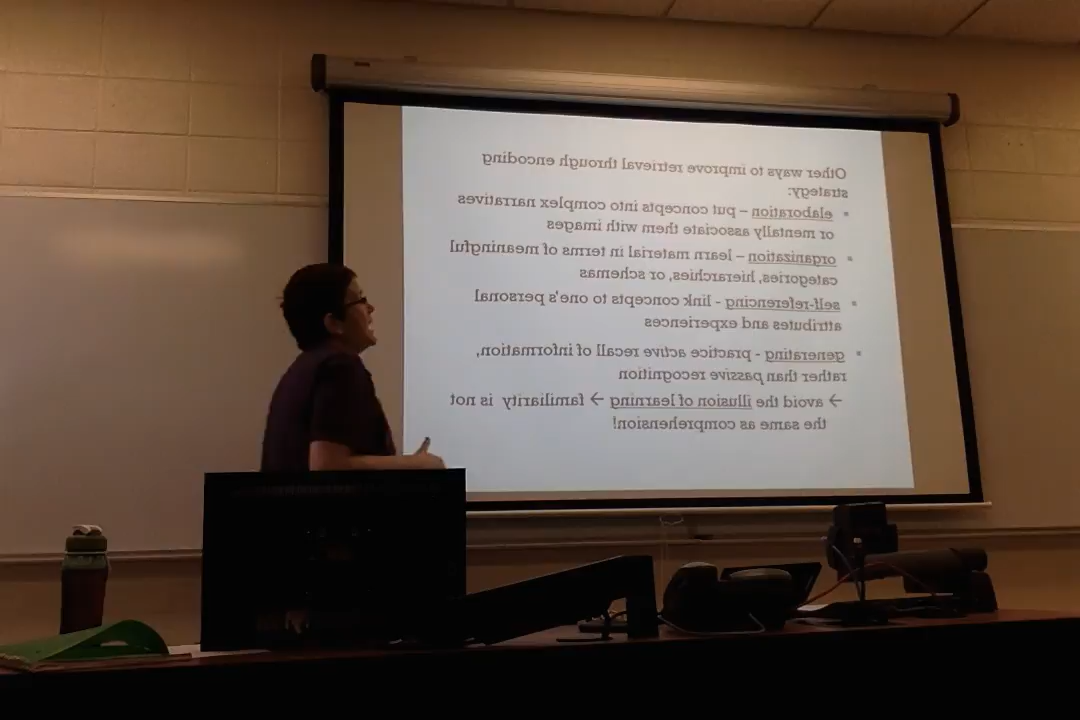 Other ways to improve retrieval through encoding
strategy:
▪ elaboration – put concepts into complex narratives
or mentally associate them with images
▪ organization – learn material in terms of meaningful
categories, hierarchies, or schemas
▪ self-referencing - link concepts to one's personal
attributes and experiences
▪ generating - practice active recall of information,
rather than passive recognition
→ avoid the illusion of learning → familiarity is not
the same as comprehension!